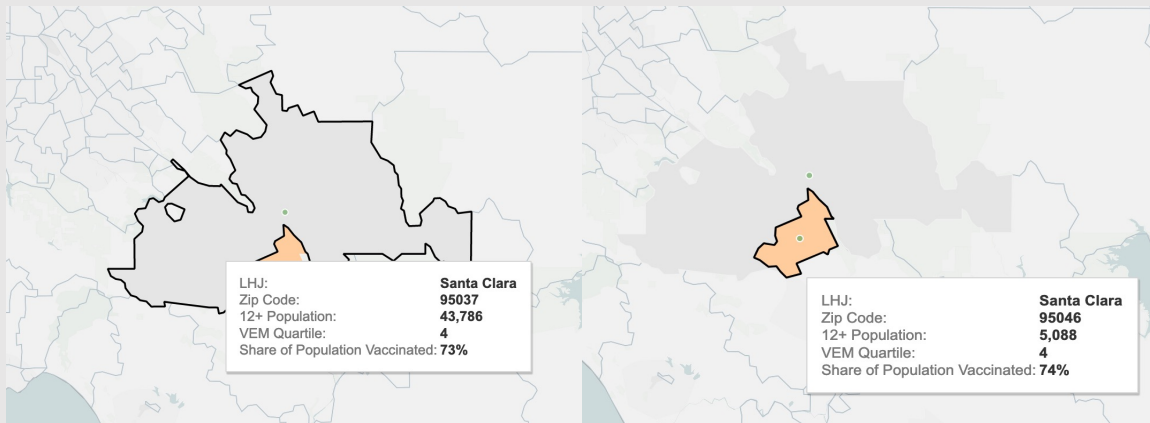 LHJ: Santa Clara
Zip Code: 95037
12+ Population: 43,786
VEM Quartile: 4
Share of Population Vaccinated: 73%
LHJ: Santa Clara
Zip Code: 95046
12+ Population: 5,088
VEM Quartile: 4
Share of Population Vaccinated: 74%